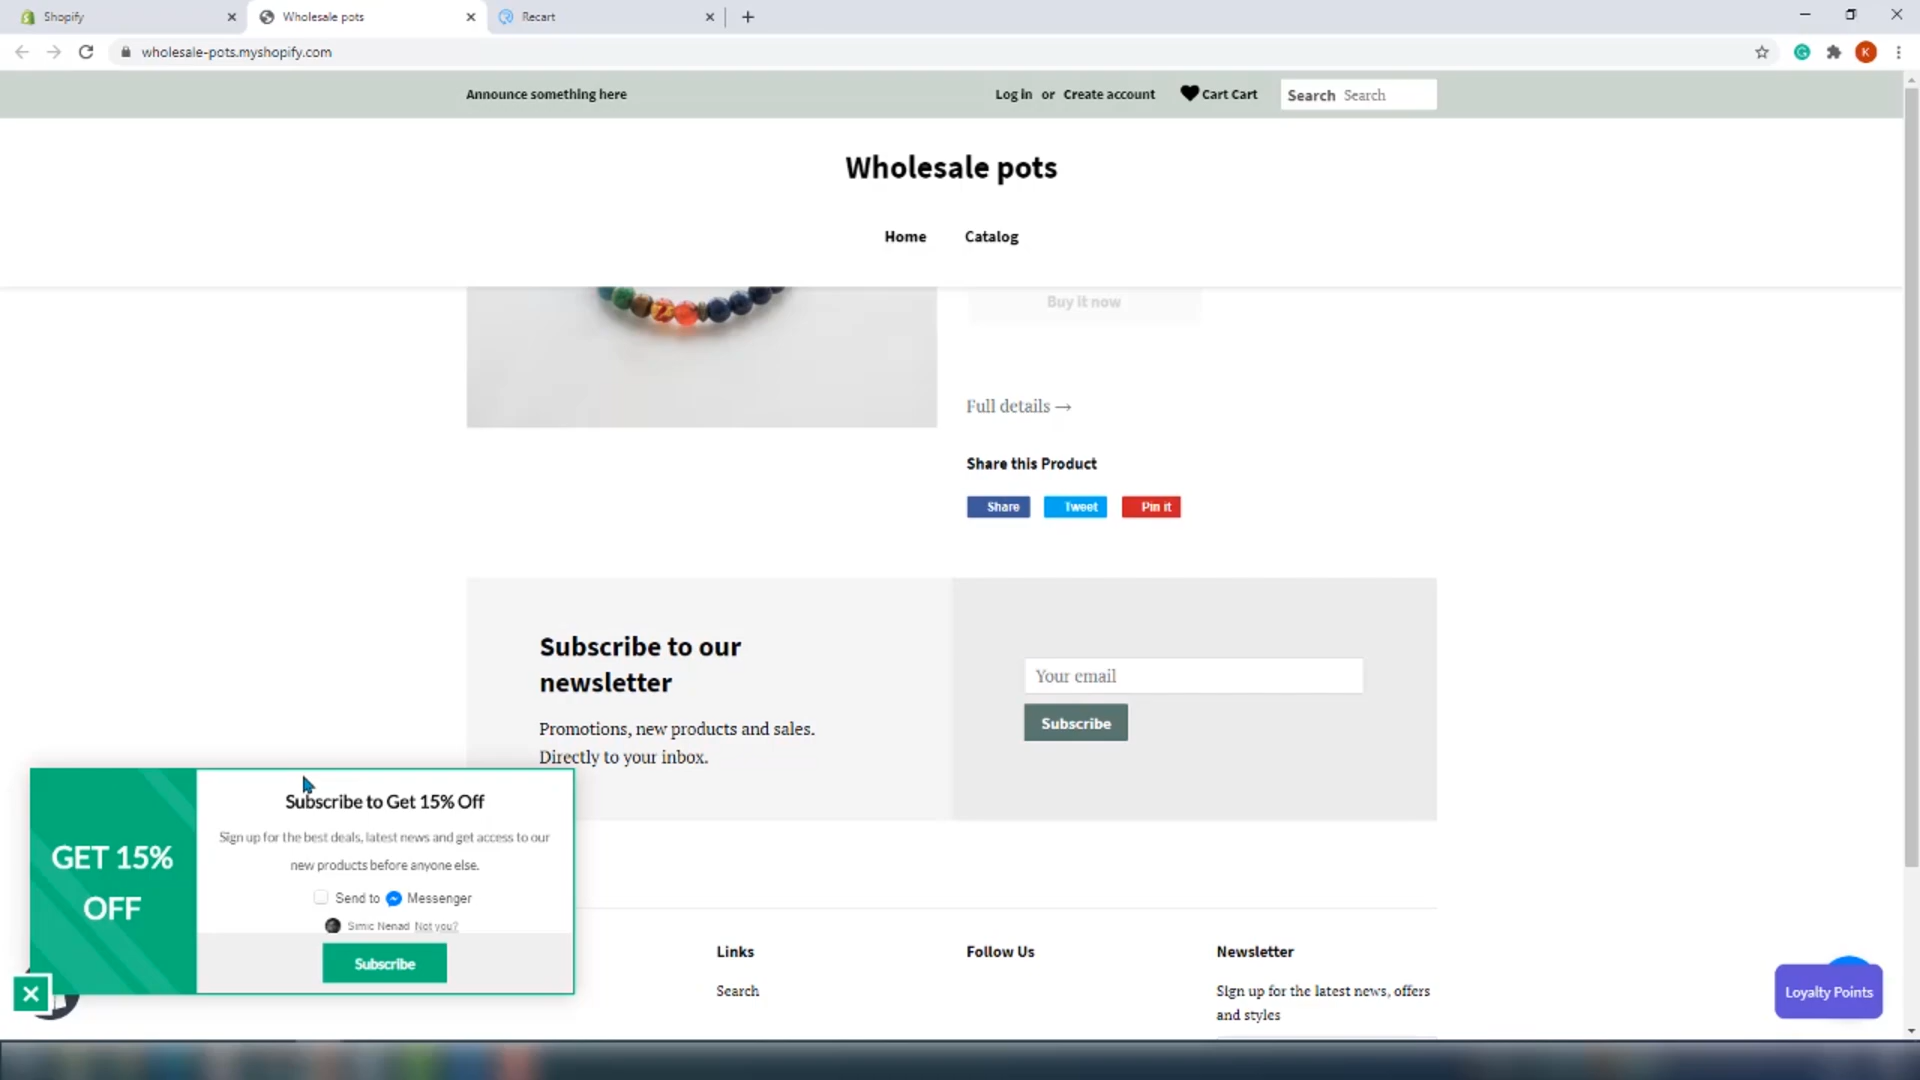 Shopify
Wholesale pots
Recart
wholesale-pots.myshopify.com
K
Announce something here
Log in or Create account
Cart Cart
Search Search
Wholesale pots
Home
Catalog
Buy it now
Full details →
Share this Product
Share
Tweet
Pin it
Subscribe to our
newsletter
Promotions, new products and sales.
Directly to your inbox.
Your email
Subscribe
GET 15%
OFF
Subscribe to Get 15% Off
Sign up for the best deals, latest news and get access to our
new products before anyone else.
Send to Messenger
Simic Nenad Not you?
Subscribe
Links
Search
Follow Us
Newsletter
Sign up for the latest news, offers
and styles
Loyalty Points